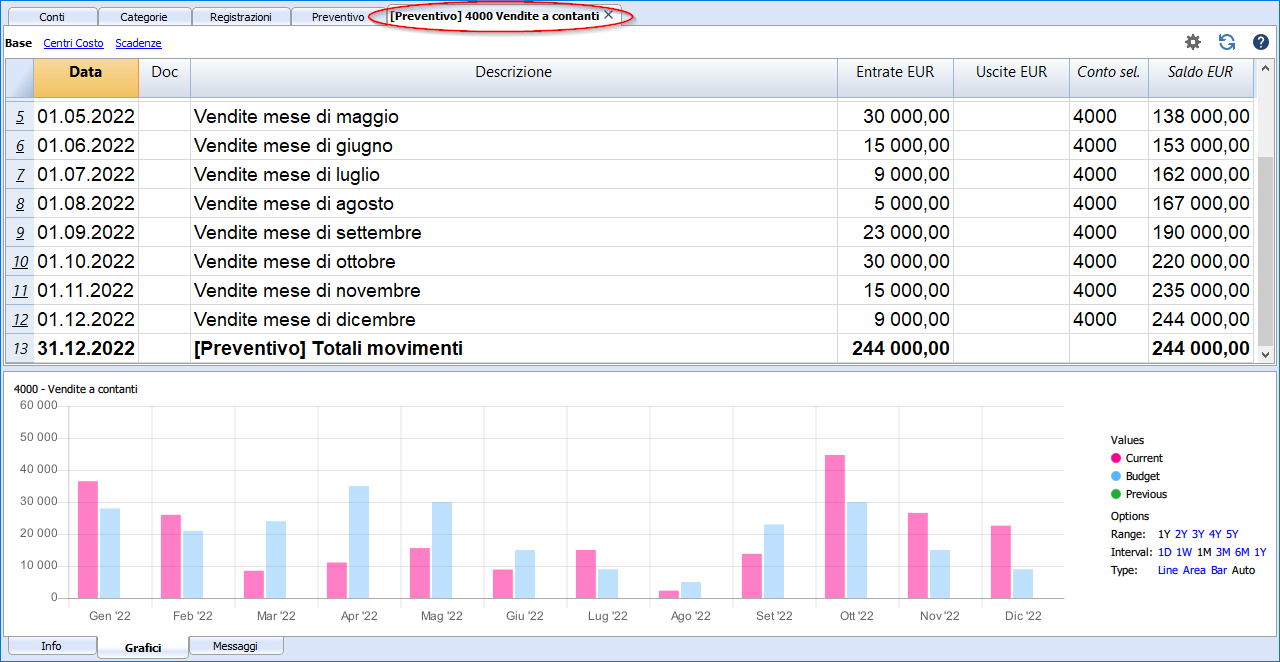 Conti Categorie Registrazioni Preventivo [Preventivo] 4000 Vendite a contanti
Base Centri Costo Scadenze
Data Doc Descrizione Entrate EUR Uscite EUR Conto sel. Saldo EUR
5 01.05.2022 Vendite mese di maggio 30 000,00 4000 138 000,00
6 01.06.2022 Vendite mese di giugno 15 000,00 4000 153 000,00
7 01.07.2022 Vendite mese di luglio 9 000,00 4000 162 000,00
8 01.08.2022 Vendite mese di agosto 5 000,00 4000 167 000,00
9 01.09.2022 Vendite mese di settembre 23 000,00 4000 190 000,00
10 01.10.2022 Vendite mese di ottobre 30 000,00 4000 220 000,00
11 01.11.2022 Vendite mese di novembre 15 000,00 4000 235 000,00
12 01.12.2022 Vendite mese di dicembre 9 000,00 4000 244 000,00
13 31.12.2022 [Preventivo] Totali movimenti 244 000,00 244 000,00
4000 - Vendite a contanti
60 000
50 000
40 000
30 000
20 000
10 000
0
Gen '22 Feb '22 Mar '22 Apr '22 Mag '22 Giu '22 Lug '22 Ago '22 Set '22 Ott '22 Nov '22 Dic '22
Values
Current
Budget
Previous
Options
Range: 1Y 2Y 3Y 4Y 5Y
Interval: 1D 1W 1M 3M 6M 1Y
Type: Line Area Bar Auto
Info Grafici Messaggi